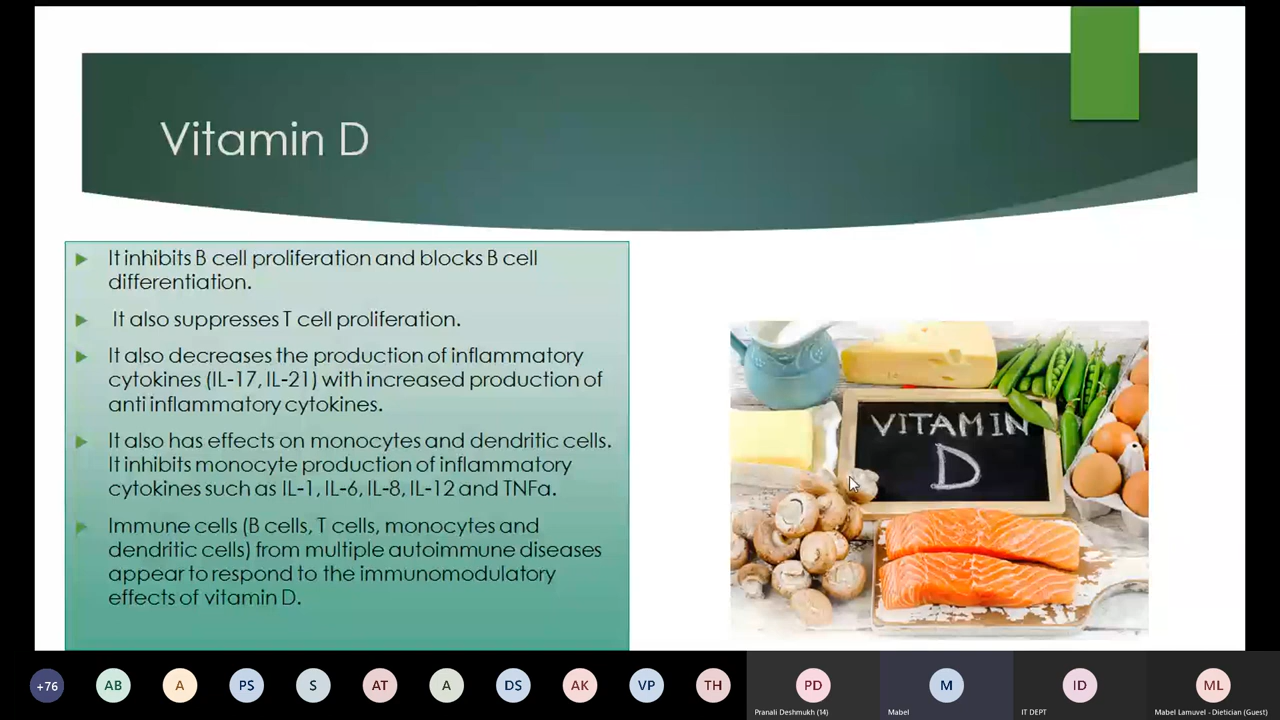 Vitamin D
It inhibits B cell proliferation and blocks B cell
differentiation.
It also suppresses T cell proliferation.
It also decreases the production of inflammatory
cytokines (IL-17, IL-21) with increased production of
anti inflammatory cytokines.
It also has effects on monocytes and dendritic cells.
It inhibits monocyte production of inflammatory
cytokines such as IL-1, IL-6, IL-8, IL-12 and TNFα.
Immune cells (B cells, T cells, monocytes and
dendritic cells) from multiple autoimmune diseases
appear to respond to the immunomodulatory
effects of vitamin D.
VITAMIN
D
+76 AB A PS S AT A DS AK VP TH PD M ID ML
Pranali Deshmukh (14) Mabel IT DEPT Mabel Lamuvel - Dietician (Guest)